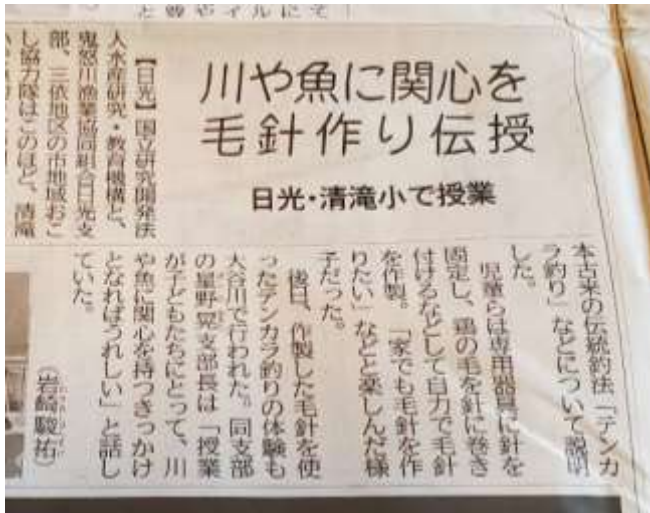 川や魚に関心を
毛針作り伝授
日光・清滝小で授業
【日光】国立研究開発法
人水産研究・教育機構と、
鬼怒川漁業協同組合日光支
部、三依地区の市地域おこ
し協力隊はこのほど、清滝
本古来の伝統釣法「テンカ
ラ釣り」などについて説明
した。
児童らは専用器具に針を
固定し、鶏の毛を針に巻き
付けるなどして自力で毛針
を作製。「家でも毛針を作
りたい」などと楽しんだ様
子だった。
後日、作製した毛針を使
ったテンカラ釣りの体験も
大谷川で行われた。同支部
の星野晃支部長は「授業
が子どもたちにとって、川
や魚に関心を持つきっかけ
となればうれしい」と話し
ていた。
(岩崎駿祐)